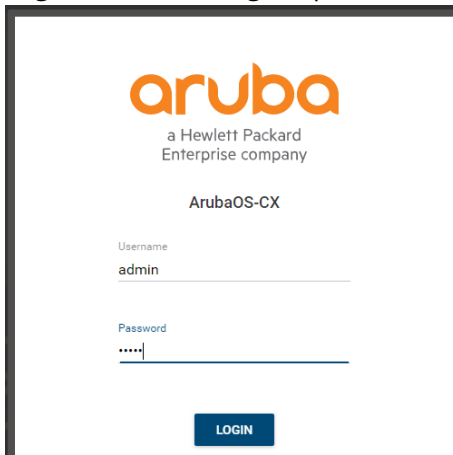 aruba
a Hewlett Packard
Enterprise company
ArubaOS-CX
Username
admin
Password
•••••
LOGIN